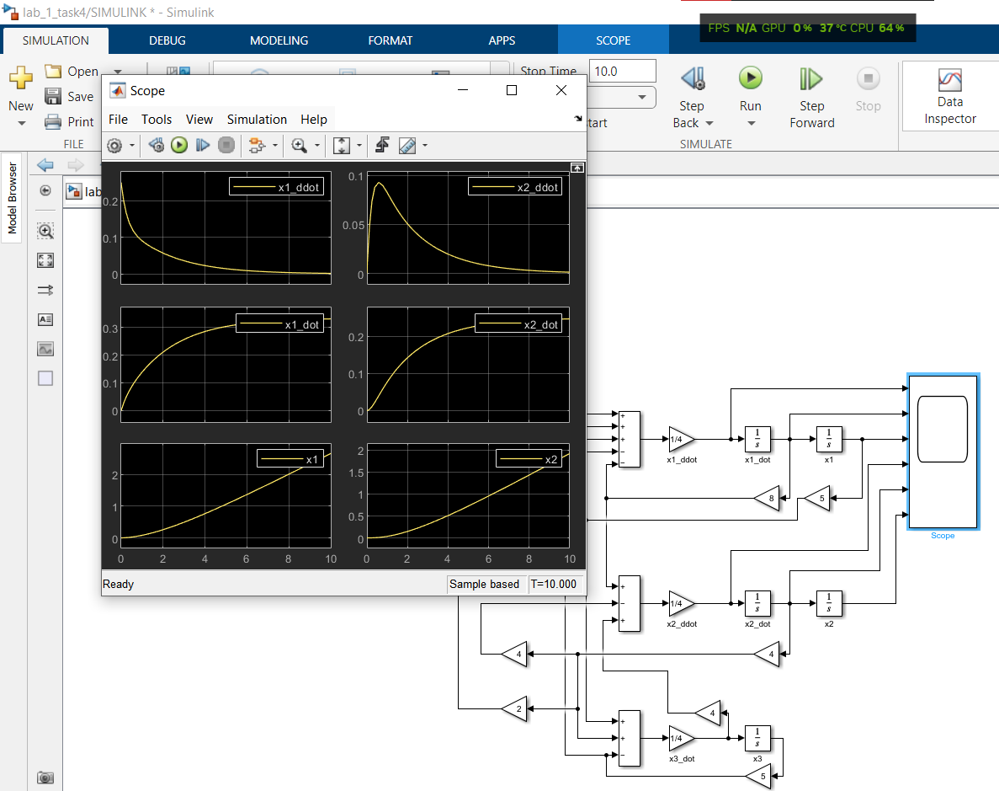 lab_1_task4/SIMULINK * - Simulink
FPS N/A GPU 0 % 37 °C CPU 64 %
SIMULATION DEBUG MODELING FORMAT APPS SCOPE
New
Open
Save
Print
FILE
Stop Time 10.0
tart
Step Back
Run
Step Forward
Stop
SIMULATE
Data Inspector
Model Browser
lab
Scope
File Tools View Simulation Help
x1_ddot
0.2
0.1
0
x2_ddot
0.1
0.05
0
x1_dot
0.3
0.2
0.1
0
x2_dot
0.2
0.1
0
x1
2
1
0
0 2 4 6 8 10
x2
2
1.5
1
0.5
0
0 2 4 6 8 10
Ready Sample based T=10.000
+
+
+
−
−
1/4
x1_ddot
1
s
x1_dot
1
s
x1
8
5
Scope
+
−
+
1/4
x2_ddot
1
s
x2_dot
1
s
x2
4
4
2
4
+
+
−
1/4
x3_dot
1
s
x3
5